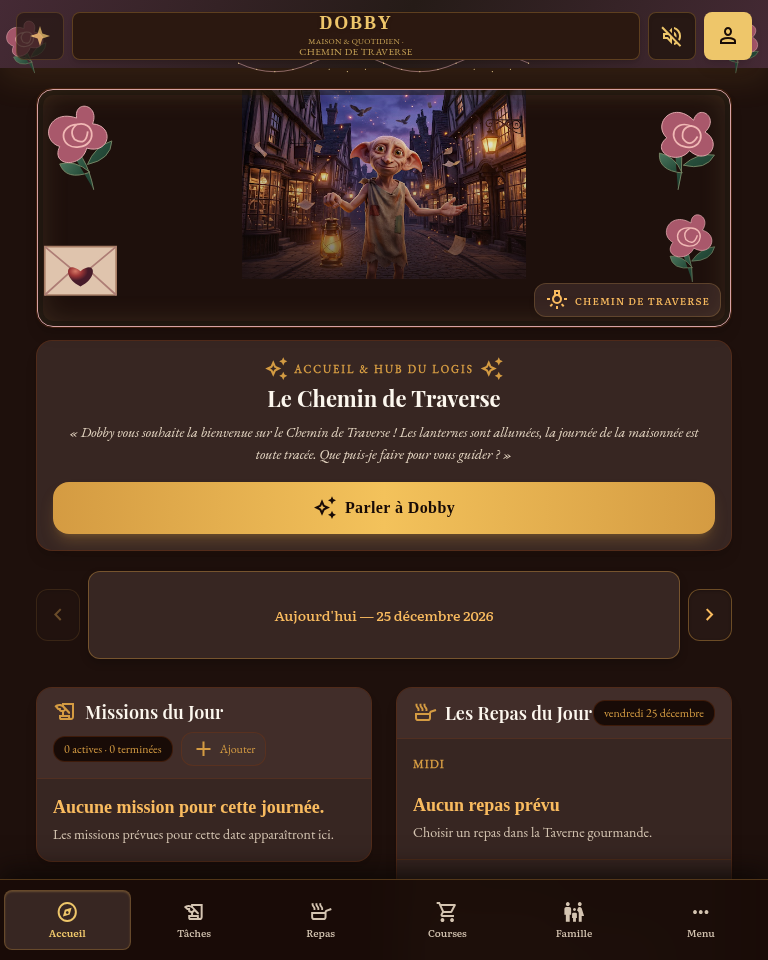 DOBBY
MAISON & QUOTIDIEN ·
CHEMIN DE TRAVERSE
CHEMIN DE TRAVERSE
ACCUEIL & HUB DU LOGIS
Le Chemin de Traverse
« Dobby vous souhaite la bienvenue sur le Chemin de Traverse ! Les lanternes sont allumées, la journée de la maisonnée est
toute tracée. Que puis-je faire pour vous guider ? »
Parler à Dobby
Aujourd'hui — 25 décembre 2026
Missions du Jour
0 actives · 0 terminées
Ajouter
Aucune mission pour cette journée.
Les missions prévues pour cette date apparaîtront ici.
Les Repas du Jour
vendredi 25 décembre
MIDI
Aucun repas prévu
Choisir un repas dans la Taverne gourmande.
Accueil
Tâches
Repas
Courses
Famille
Menu